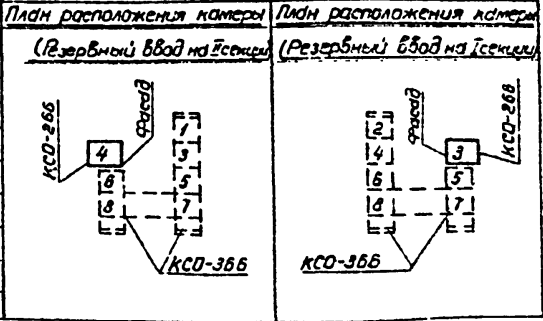 План расположения камеры
(Резервный ввод на II секции)
КСО-266
Фасад
4
6
8
1
3
5
7
КСО-366
План расположения камеры
(Резервный ввод на I секции)
2
4
6
8
Фасад
КСО-266
3
5
7
КСО-366